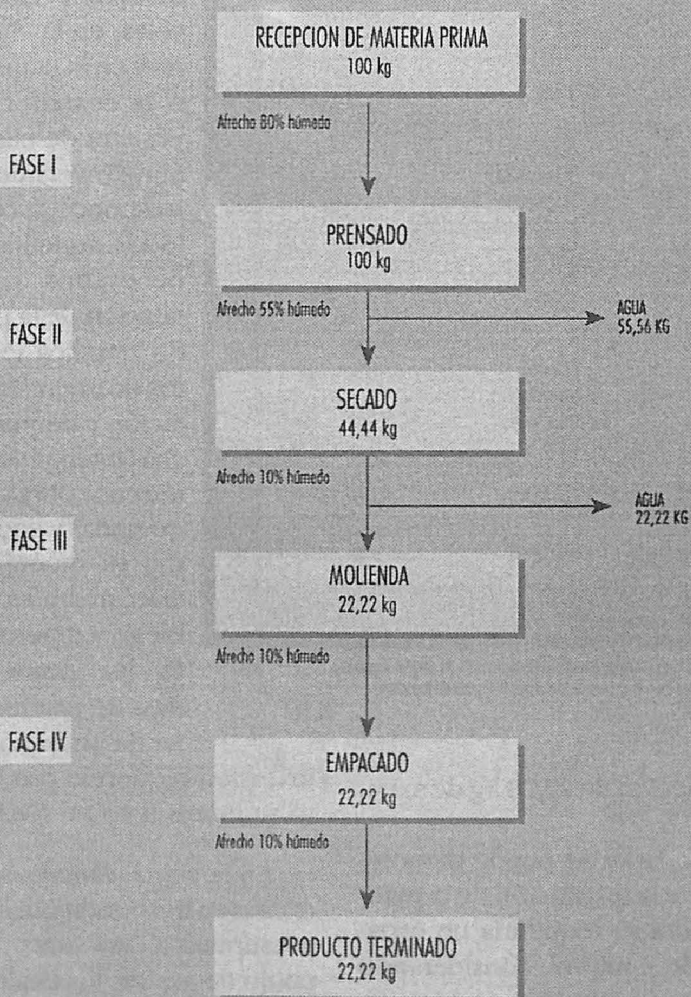 RECEPCION DE MATERIA PRIMA
100 kg
Afrecho 80% húmedo
FASE I
PRENSADO
100 kg
Afrecho 55% húmedo
AGUA
55,56 KG
FASE II
SECADO
44,44 kg
Afrecho 10% húmedo
AGUA
22,22 KG
FASE III
MOLIENDA
22,22 kg
Afrecho 10% húmedo
FASE IV
EMPACADO
22,22 kg
Afrecho 10% húmedo
PRODUCTO TERMINADO
22,22 kg